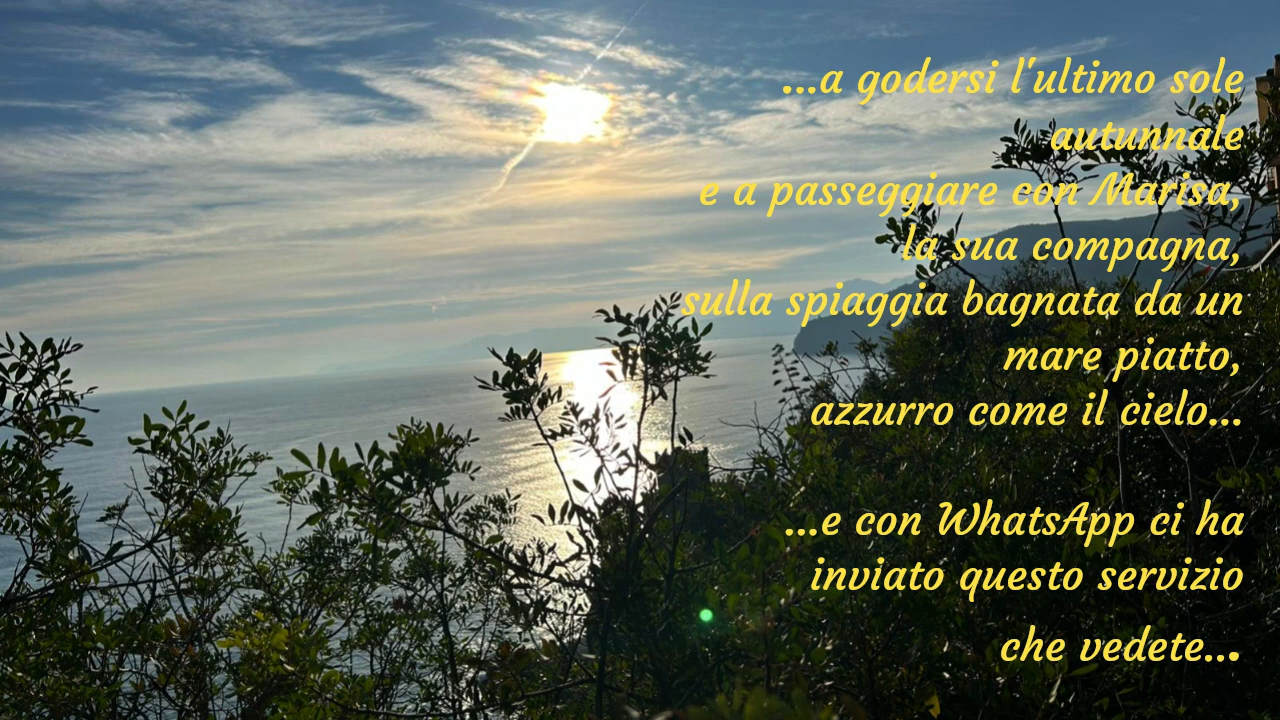 ...a godersi l'ultimo sole
autunnale
e a passeggiare con Marisa,
la sua compagna,
sulla spiaggia bagnata da un
mare piatto,
azzurro come il cielo...
...e con WhatsApp ci ha
inviato questo servizio
che vedete...